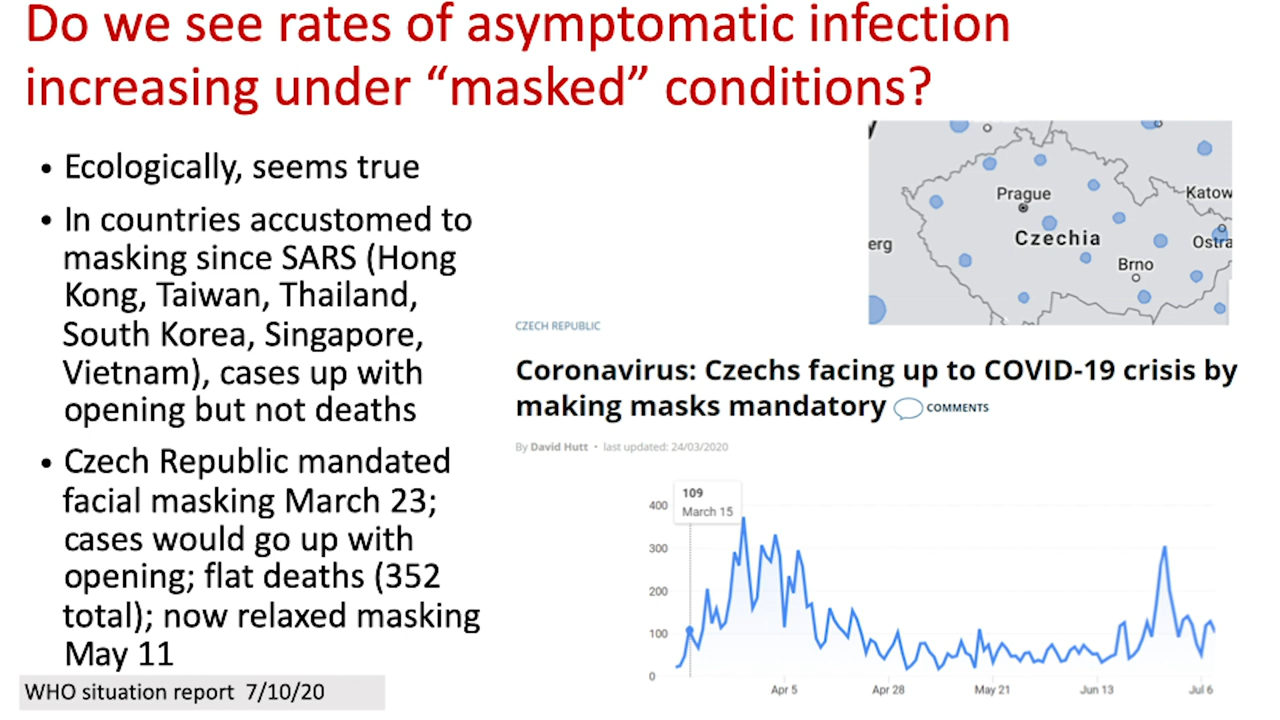 Do we see rates of asymptomatic infection
increasing under “masked” conditions?
• Ecologically, seems true
• In countries accustomed to
masking since SARS (Hong
Kong, Taiwan, Thailand,
South Korea, Singapore,
Vietnam), cases up with
opening but not deaths
• Czech Republic mandated
facial masking March 23;
cases would go up with
opening; flat deaths (352
total); now relaxed masking
May 11
WHO situation report 7/10/20
Prague
Katow
Czechia
erg
Ostra
Brno
CZECH REPUBLIC
Coronavirus: Czechs facing up to COVID-19 crisis by
making masks mandatory COMMENTS
By David Hutt • last updated: 24/03/2020
109
March 15
400
300
200
100
0
Apr 5 Apr 28 May 21 Jun 13 Jul 6